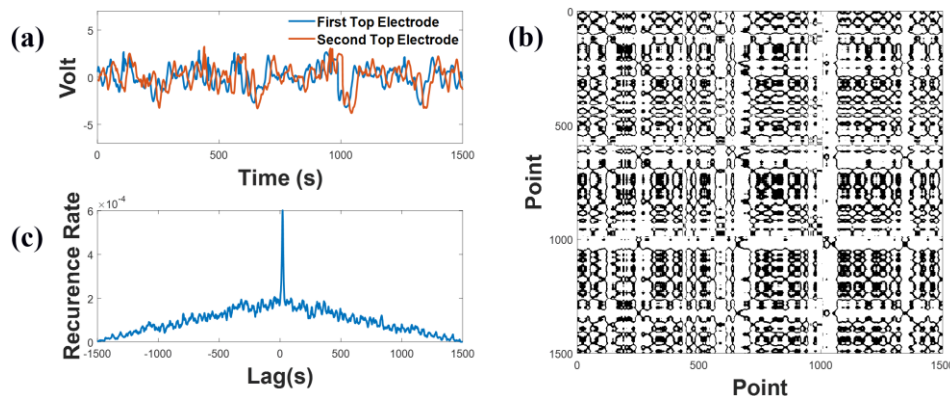 (a)
First Top Electrode
Second Top Electrode
5
0
-5
Volt
0
500
1000
1500
Time (s)
(b)
0
500
1000
1500
Point
0
500
1000
1500
Point
(c)
×10⁻⁴
6
4
2
0
Recurence Rate
-1500
-1000
-500
0
500
1000
1500
Lag(s)